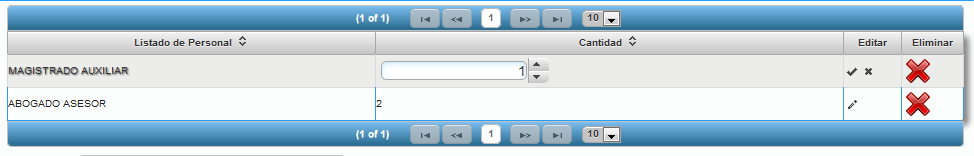 (1 of 1) 1 10
Listado de Personal Cantidad Editar Eliminar
MAGISTRADO AUXILIAR 1
ABOGADO ASESOR 2
(1 of 1) 1 10